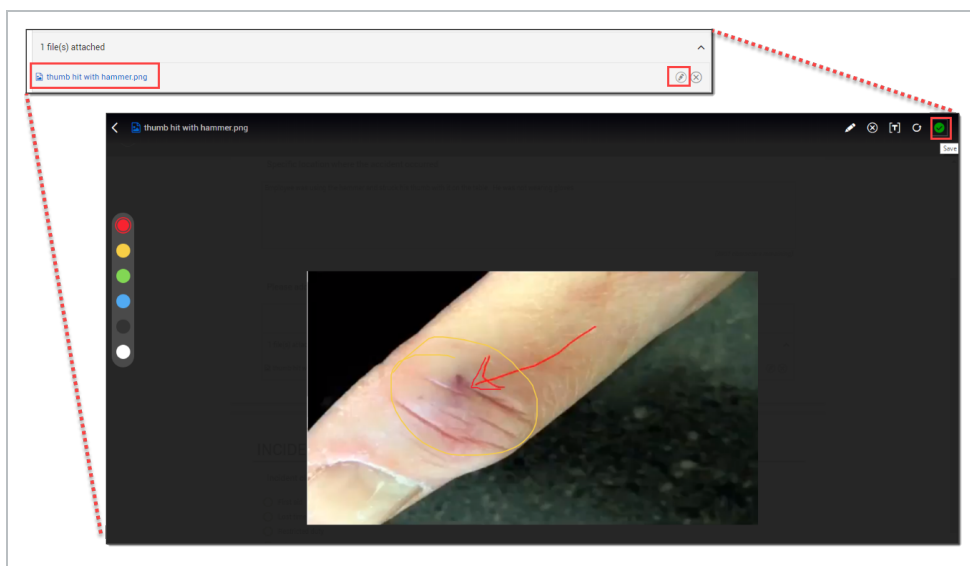 1 file(s) attached
thumb hit with hammer.png
thumb hit with hammer.png
[T]
Save